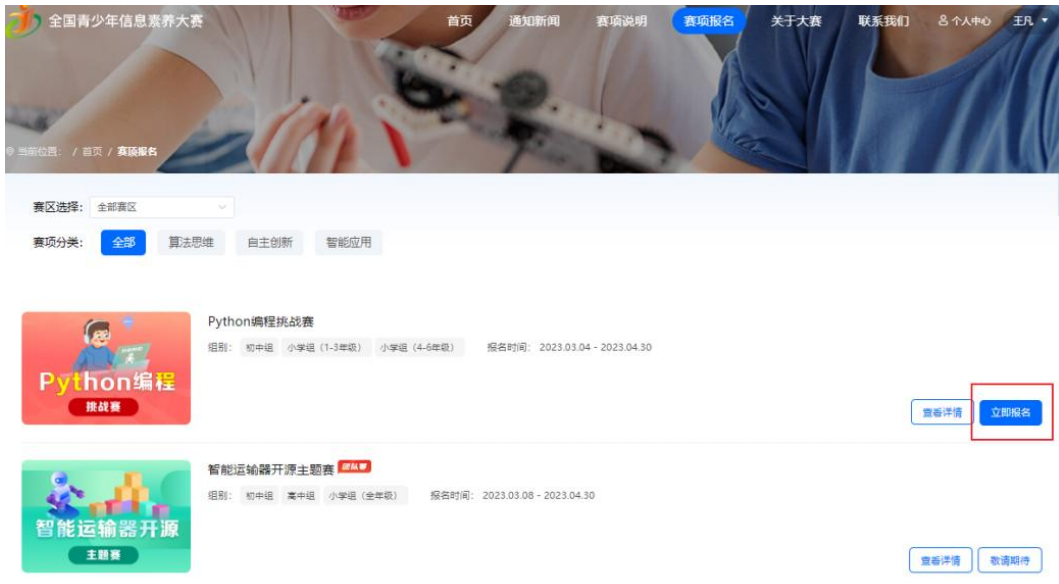 全国青少年信息素养大赛
首页 通知新闻 赛项说明 赛项报名 关于大赛 联系我们 个人中心 王凡
当前位置： / 首页 / 赛项报名
赛区选择： 全部赛区
赛项分类： 全部 算法思维 自主创新 智能应用
Python编程
挑战赛
Python编程挑战赛
组别： 初中组 小学组（1-3年级） 小学组（4-6年级） 报名时间： 2023.03.04 - 2023.04.30
查看详情 立即报名
智能运输器开源
主题赛
智能运输器开源主题赛 团队
组别： 初中组 高中组 小学组（全年级） 报名时间： 2023.03.08 - 2023.04.30
查看详情 敬请期待